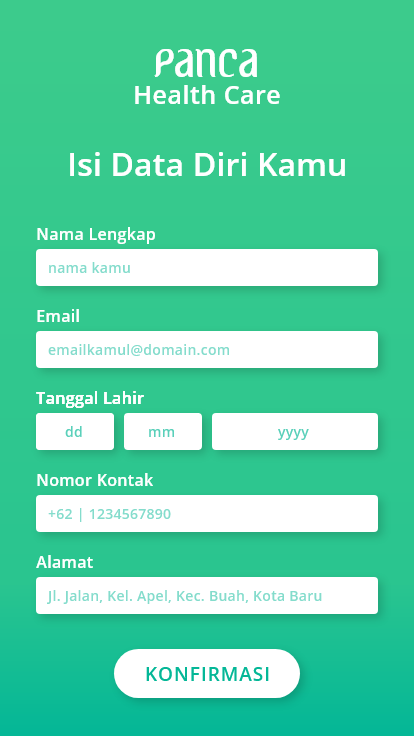 Panca
Health Care
Isi Data Diri Kamu
Nama Lengkap
nama kamu
Email
emailkamul@domain.com
Tanggal Lahir
dd mm yyyy
Nomor Kontak
+62 | 1234567890
Alamat
Jl. Jalan, Kel. Apel, Kec. Buah, Kota Baru
KONFIRMASI